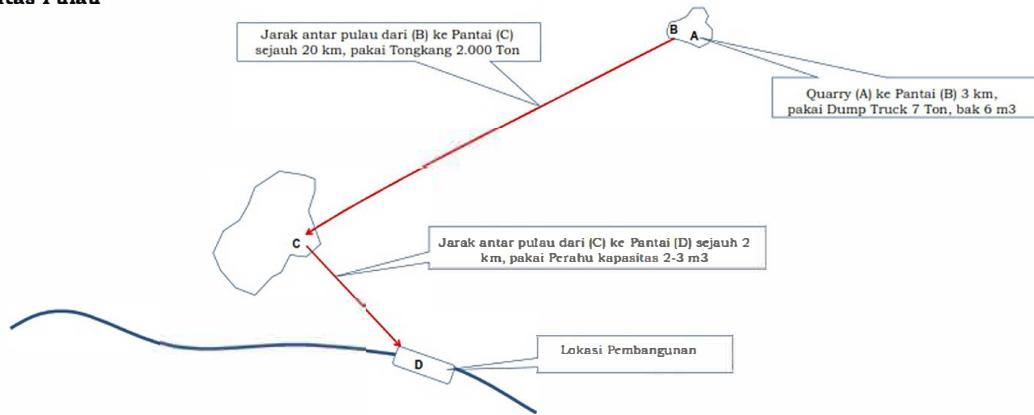 Pulau
Jarak antar pulau dari (B) ke Pantai (C)
sejauh 20 km, pakai Tongkang 2.000 Ton
B A
Quarry (A) ke Pantai (B) 3 km,
pakai Dump Truck 7 Ton, bak 6 m3
C
Jarak antar pulau dari (C) ke Pantai (D) sejauh 2
km, pakai Perahu kapasitas 2-3 m3
Lokasi Pembangunan
D